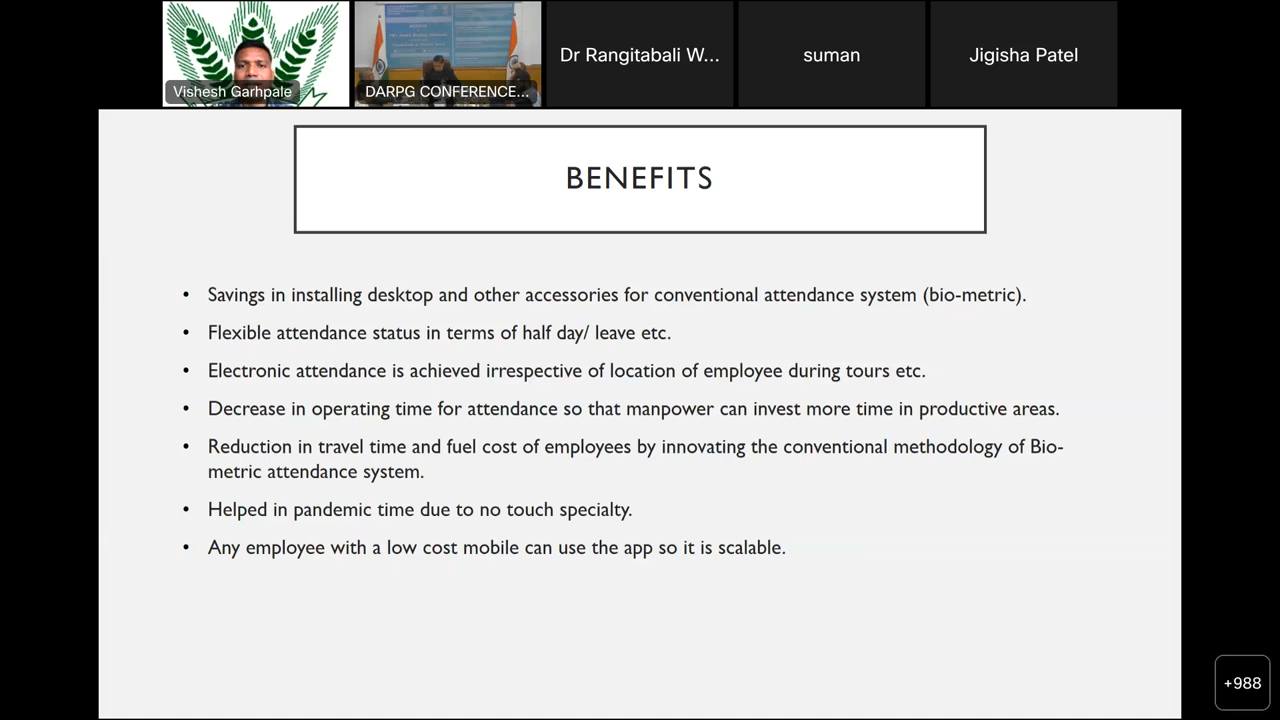 Vishesh Garhpale
DARPG CONFERENCE...
Dr Rangitabali W...
suman
Jigisha Patel
BENEFITS
• Savings in installing desktop and other accessories for conventional attendance system (bio-metric).
• Flexible attendance status in terms of half day/ leave etc.
• Electronic attendance is achieved irrespective of location of employee during tours etc.
• Decrease in operating time for attendance so that manpower can invest more time in productive areas.
• Reduction in travel time and fuel cost of employees by innovating the conventional methodology of Bio-
metric attendance system.
• Helped in pandemic time due to no touch specialty.
• Any employee with a low cost mobile can use the app so it is scalable.
+988